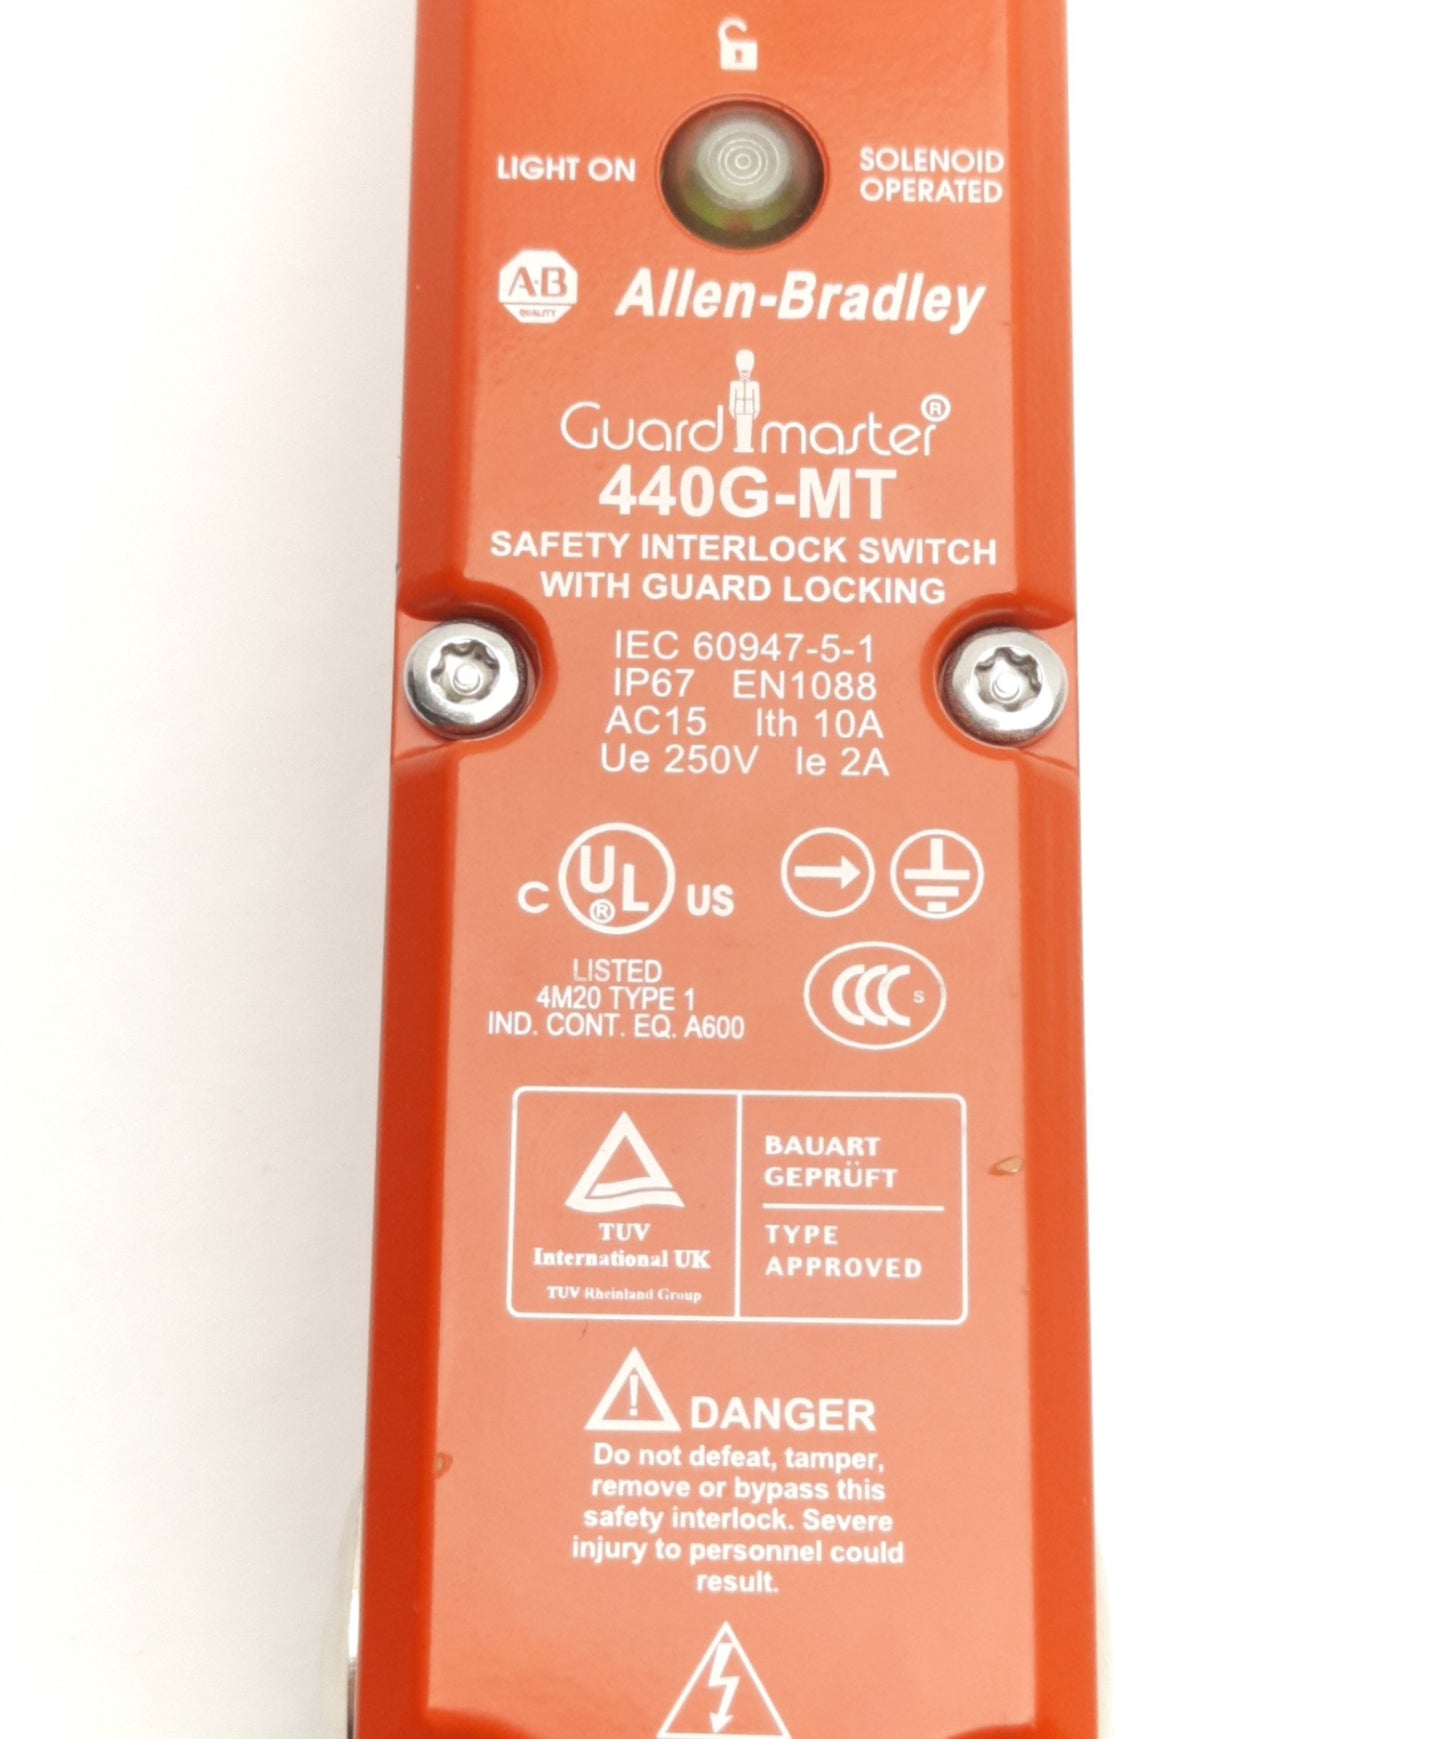 LIGHT ON
SOLENOID
OPERATED
A·B
QUALITY
Allen-Bradley
Guardmaster®
440G-MT
SAFETY INTERLOCK SWITCH
WITH GUARD LOCKING
IEC 60947-5-1
IP67 EN1088
AC15 Ith 10A
Ue 250V Ie 2A
C UL® US
LISTED
4M20 TYPE 1
IND. CONT. EQ. A600
CCC S
TUV
International UK
TUV Rheinland Group
BAUART
GEPRÜFT
TYPE
APPROVED
! DANGER
Do not defeat, tamper,
remove or bypass this
safety interlock. Severe
injury to personnel could
result.